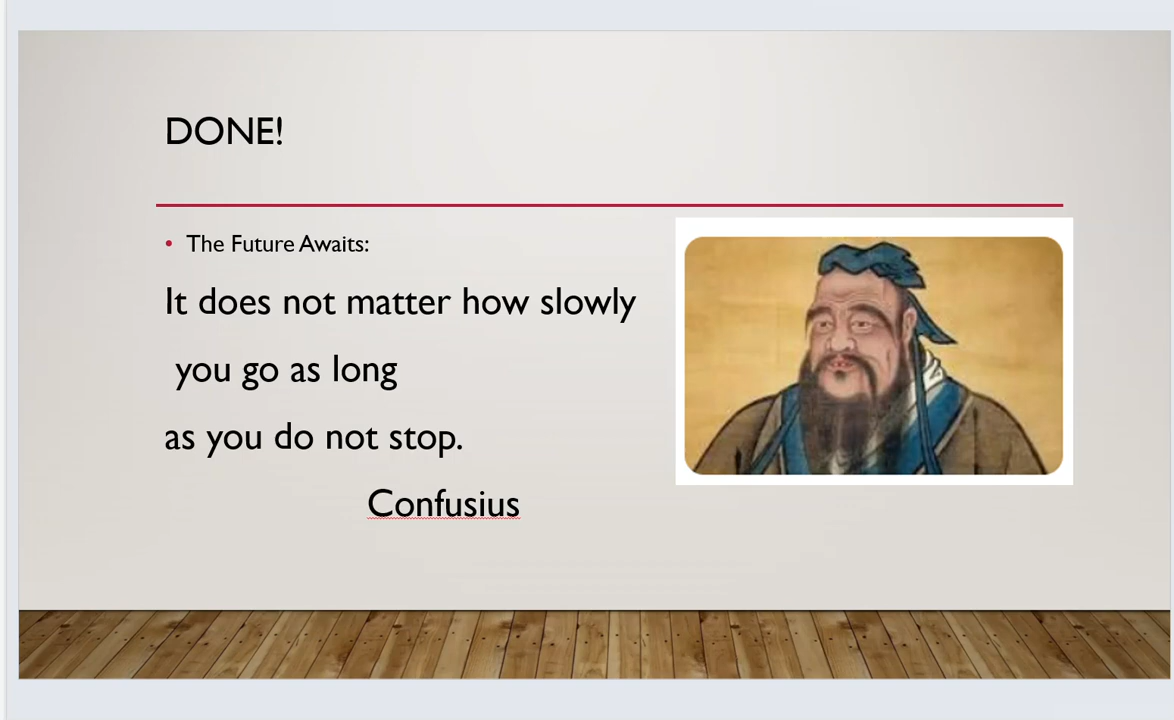 DONE!
• The Future Awaits:
It does not matter how slowly
you go as long
as you do not stop.
Confusius